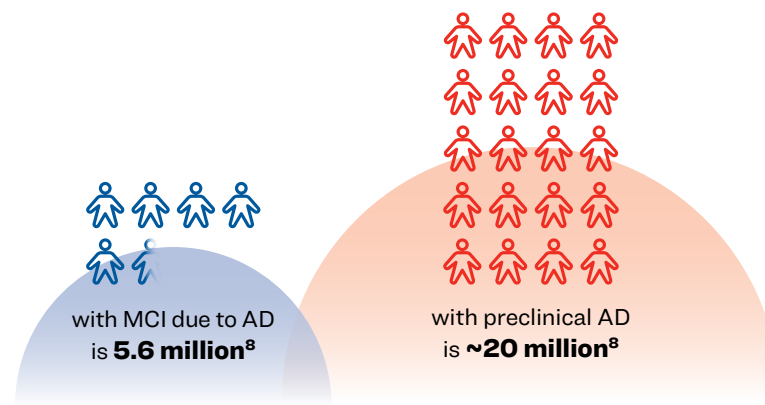 with MCI due to AD
is 5.6 million⁸
with preclinical AD
is ~20 million⁸